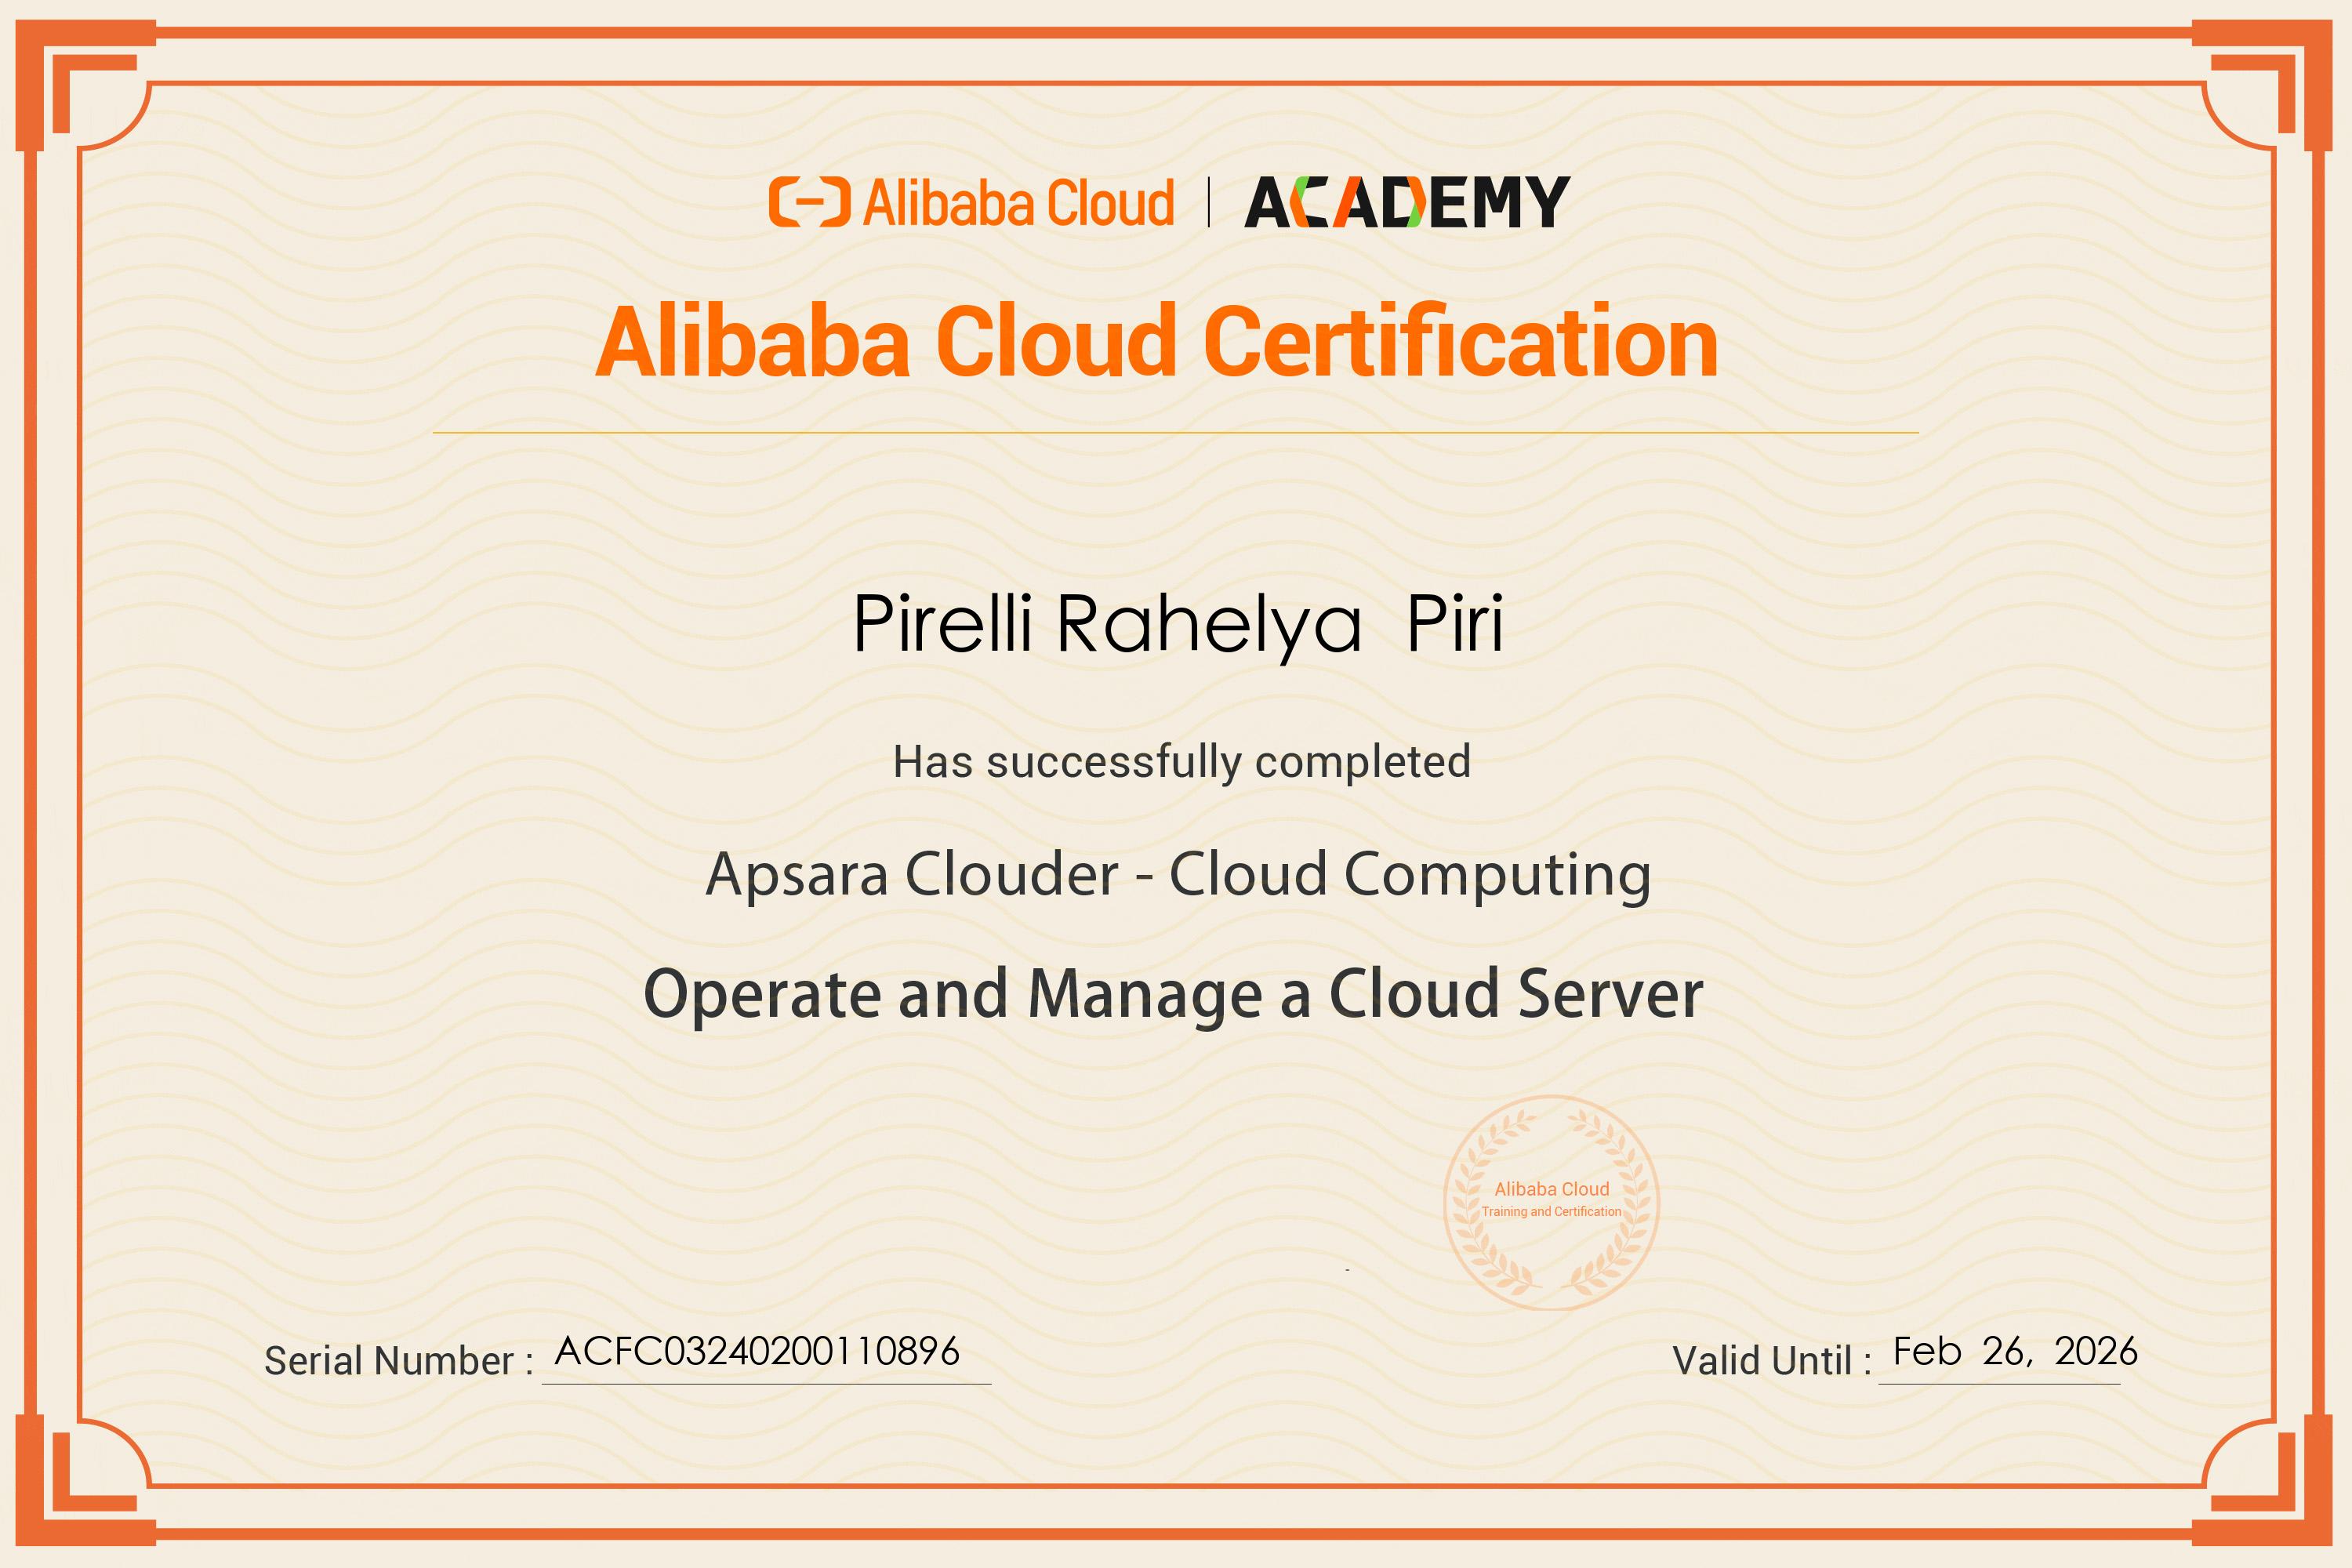 Alibaba Cloud | ACADEMY
Alibaba Cloud Certification
Pirelli Rahelya Piri
Has successfully completed
Apsara Clouder - Cloud Computing
Operate and Manage a Cloud Server
Alibaba Cloud
Training and Certification
-
Serial Number : ACFC03240200110896
Valid Until : Feb 26, 2026